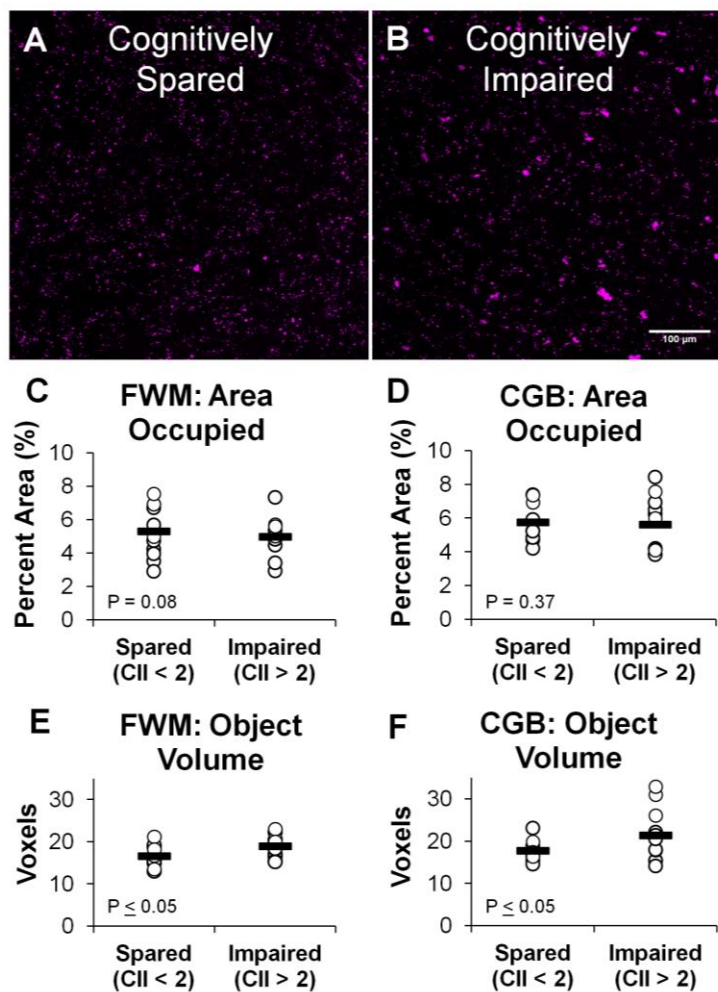 A Cognitively
Spared
B Cognitively
Impaired
100 µm
C FWM: Area
Occupied
Percent Area (%)
10
8
6
4
2
0
P = 0.08
Spared
(CII < 2)
Impaired
(CII > 2)
D CGB: Area
Occupied
Percent Area (%)
10
8
6
4
2
0
P = 0.37
Spared
(CII < 2)
Impaired
(CII > 2)
E FWM: Object
Volume
Voxels
30
20
10
0
P ≤ 0.05
Spared
(CII < 2)
Impaired
(CII > 2)
F CGB: Object
Volume
Voxels
30
20
10
0
P ≤ 0.05
Spared
(CII < 2)
Impaired
(CII > 2)